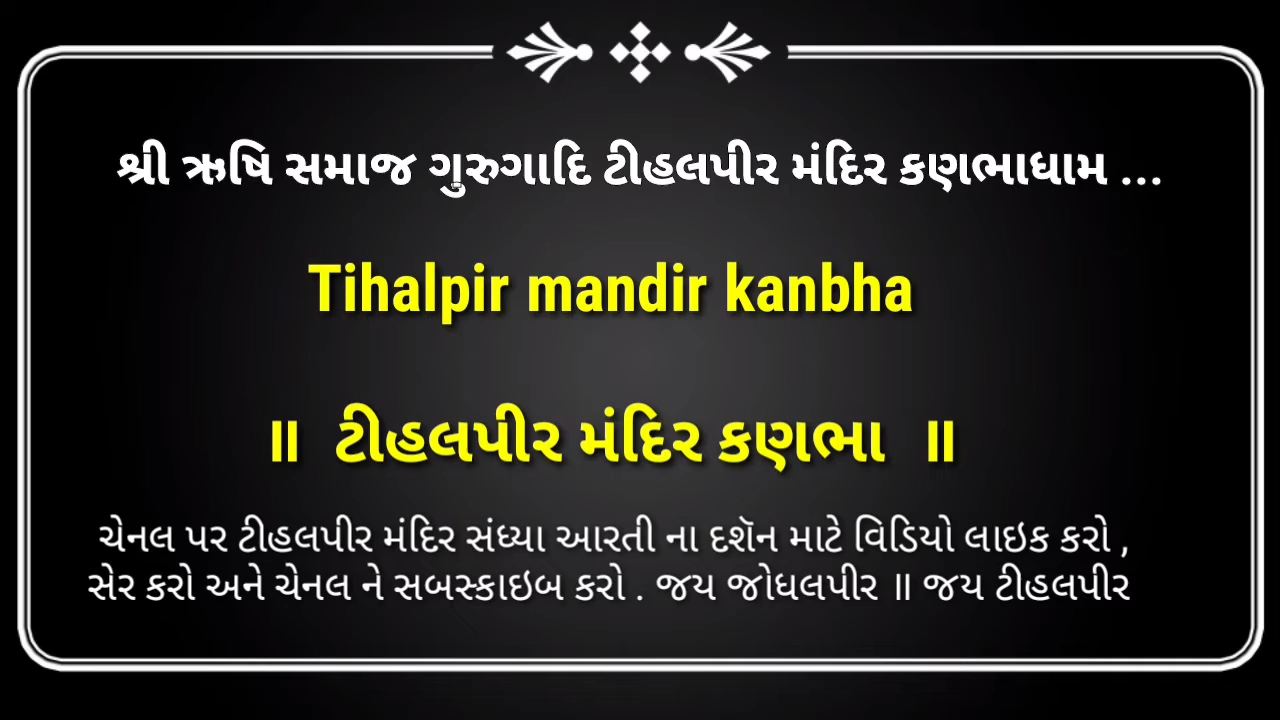 શ્રી ઋષિ સમાજ ગુરુગાદિ ટીહલપીર મંદિર કણભાધામ ...
Tihalpir mandir kanbha
॥ ટીહલપીર મંદિર કણભા ॥
ચેનલ પર ટીહલપીર મંદિર સંધ્યા આરતી ના દર્શૅન માટે વિડિયો લાઇક કરો ,
સેર કરો અને ચેનલ ને સબસ્કાઇબ કરો . જય જોધલપીર ॥ જય ટીહલપીર